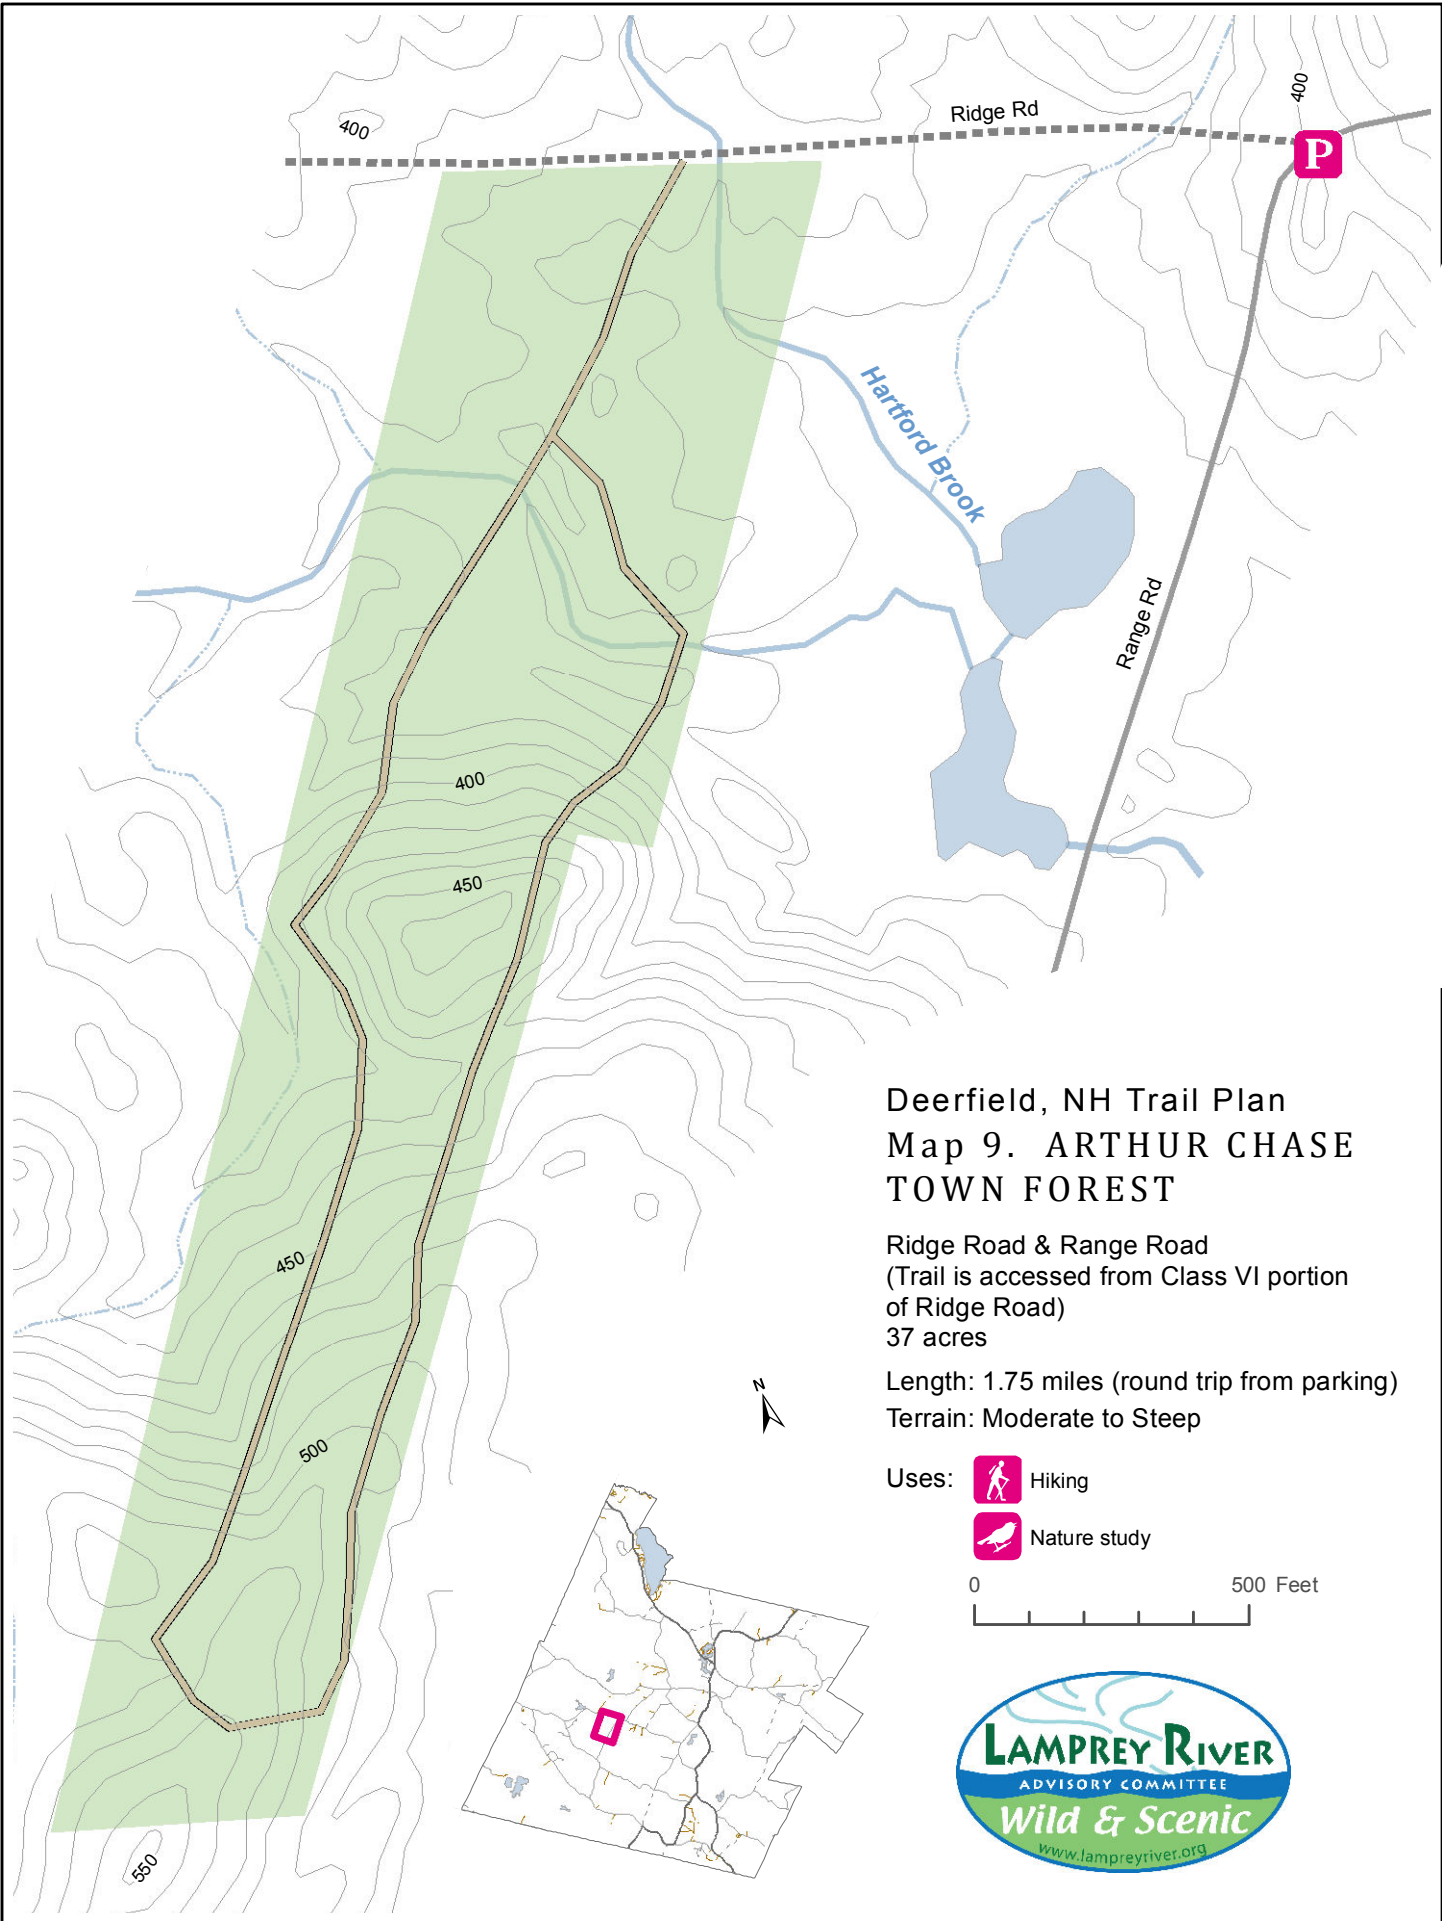 400
Ridge Rd
400
P
Hartford Brook
Range Rd
400
450
Deerfield, NH Trail Plan
Map 9. ARTHUR CHASE
TOWN FOREST
Ridge Road & Range Road
(Trail is accessed from Class VI portion
of Ridge Road)
37 acres
450
Length: 1.75 miles (round trip from parking)
Terrain: Moderate to Steep
N
500
Uses:
Hiking
Nature study
0 500 Feet
LAMPREY RIVER
ADVISORY COMMITTEE
Wild & Scenic
www.lampreyriver.org
550